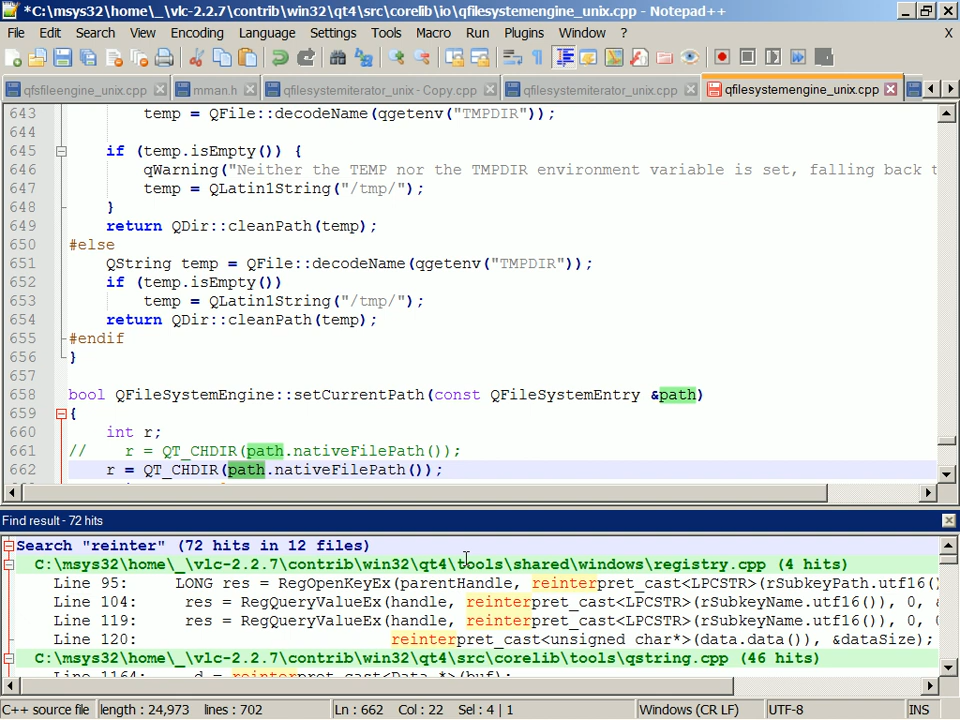 *C:\msys32\home\_\vlc-2.2.7\contrib\win32\qt4\src\corelib\io\qfilesystemengine_unix.cpp - Notepad++
File Edit Search View Encoding Language Settings Tools Macro Run Plugins Window ? X
qfsfileengine_unix.cpp mman.h qfilesystemiterator_unix - Copy.cpp qfilesystemiterator_unix.cpp qfilesystemengine_unix.cpp
643 temp = QFile::decodeName(qgetenv("TMPDIR"));
644
645 if (temp.isEmpty()) {
646 qWarning("Neither the TEMP nor the TMPDIR environment variable is set, falling back t
647 temp = QLatin1String("/tmp/");
648 }
649 return QDir::cleanPath(temp);
650 #else
651 QString temp = QFile::decodeName(qgetenv("TMPDIR"));
652 if (temp.isEmpty())
653 temp = QLatin1String("/tmp/");
654 return QDir::cleanPath(temp);
655 #endif
656 }
657
658 bool QFileSystemEngine::setCurrentPath(const QFileSystemEntry &path)
659 {
660 int r;
661 // r = QT_CHDIR(path.nativeFilePath());
662 r = QT_CHDIR(path.nativeFilePath());
Find result - 72 hits
Search "reinter" (72 hits in 12 files)
C:\msys32\home\_\vlc-2.2.7\contrib\win32\qt4\tools\shared\windows\registry.cpp (4 hits)
Line 95: LONG res = RegOpenKeyEx(parentHandle, reinterpret_cast<LPCSTR>(rSubkeyPath.utf16()
Line 104: res = RegQueryValueEx(handle, reinterpret_cast<LPCSTR>(rSubkeyName.utf16()), 0, &
Line 119: res = RegQueryValueEx(handle, reinterpret_cast<LPCSTR>(rSubkeyName.utf16()), 0, 0
Line 120: reinterpret_cast<unsigned char*>(data.data()), &dataSize);
C:\msys32\home\_\vlc-2.2.7\contrib\win32\qt4\src\corelib\tools\qstring.cpp (46 hits)
Line 1164: d = reinterpret_cast<Data *>(buf);
C++ source file length : 24,973 lines : 702 Ln : 662 Col : 22 Sel : 4 | 1 Windows (CR LF) UTF-8 INS